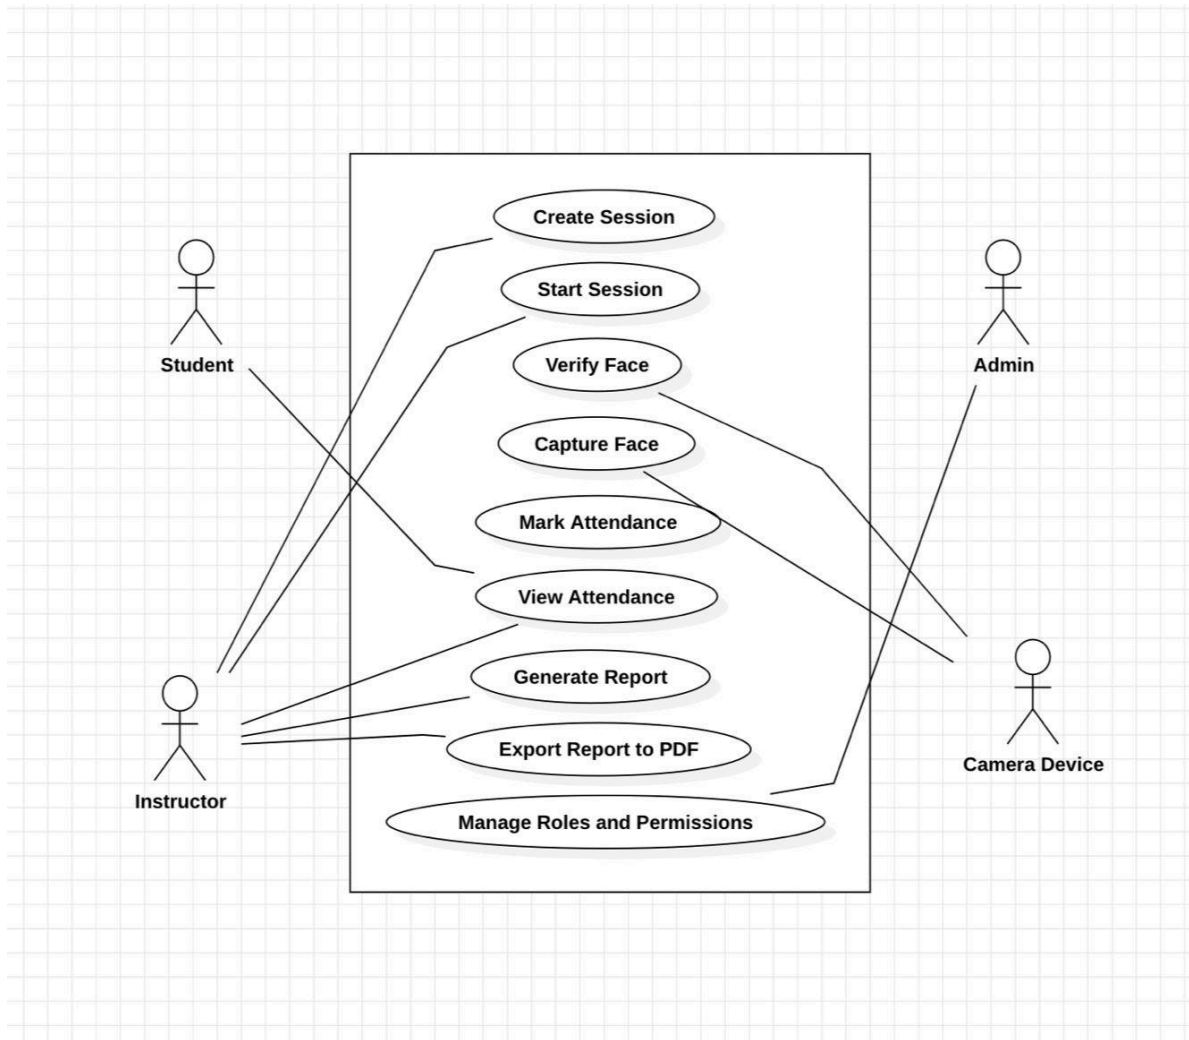 Create Session
Start Session
Student
Verify Face
Admin
Capture Face
Mark Attendance
View Attendance
Generate Report
Export Report to PDF
Camera Device
Instructor
Manage Roles and Permissions